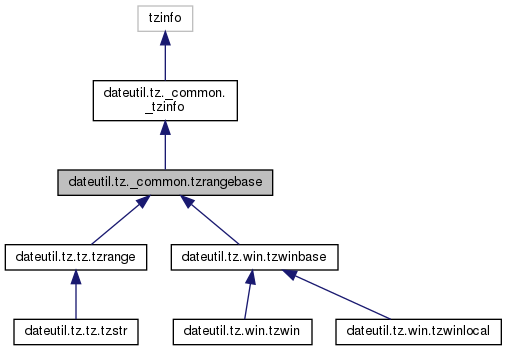 tzinfo
dateutil.tz._common.
_tzinfo
dateutil.tz._common.tzrangebase
dateutil.tz.tz.tzrange
dateutil.tz.win.tzwinbase
dateutil.tz.tz.tzstr
dateutil.tz.win.tzwin
dateutil.tz.win.tzwinlocal